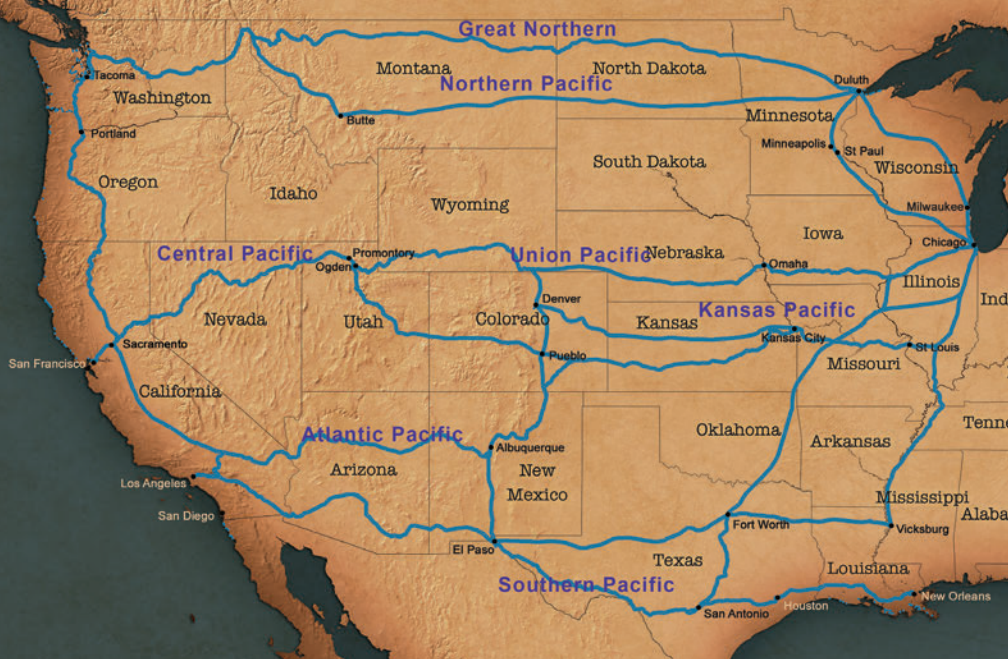 Great Northern
Montana
North Dakota
Tacoma
Washington
Northern Pacific
Duluth
Butte
Minnesota
Portland
Minneapolis
St Paul
South Dakota
Wisconsin
Oregon
Idaho
Wyoming
Milwaukee
Iowa
Chicago
Central Pacific
Promontory
Ogden
Union Pacific
Nebraska
Omaha
Illinois
Ind
Denver
Nevada
Utah
Colorado
Kansas
Kansas Pacific
Kansas City
Sacramento
San Francisco
Pueblo
St Louis
Missouri
California
Tenne
Atlantic Pacific
Albuquerque
Oklahoma
Arkansas
Arizona
New
Mexico
Los Angeles
San Diego
Mississippi
Alaba
Fort Worth
Vicksburg
El Paso
Texas
Louisiana
Southern Pacific
San Antonio
Houston
New Orleans